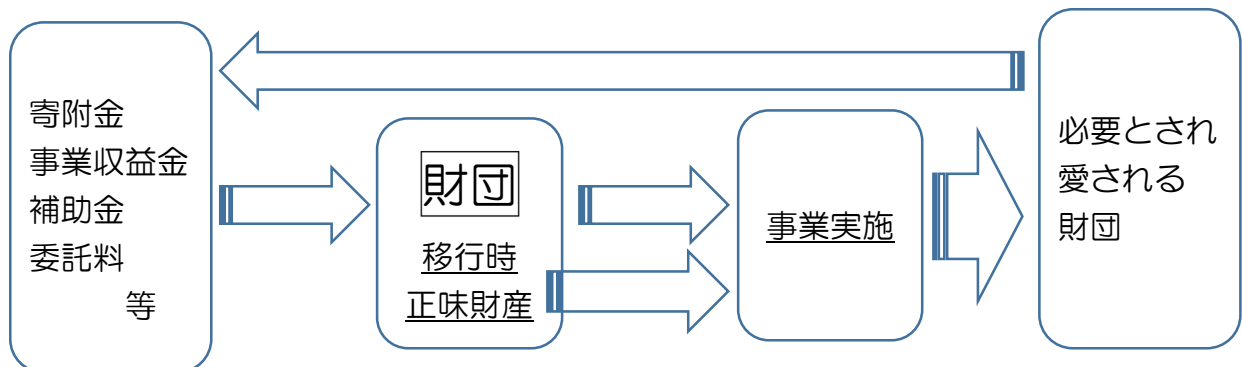 寄附金
事業収益金
補助金
委託料
等
財団
移行時
正味財産
事業実施
必要とされ
愛される
財団